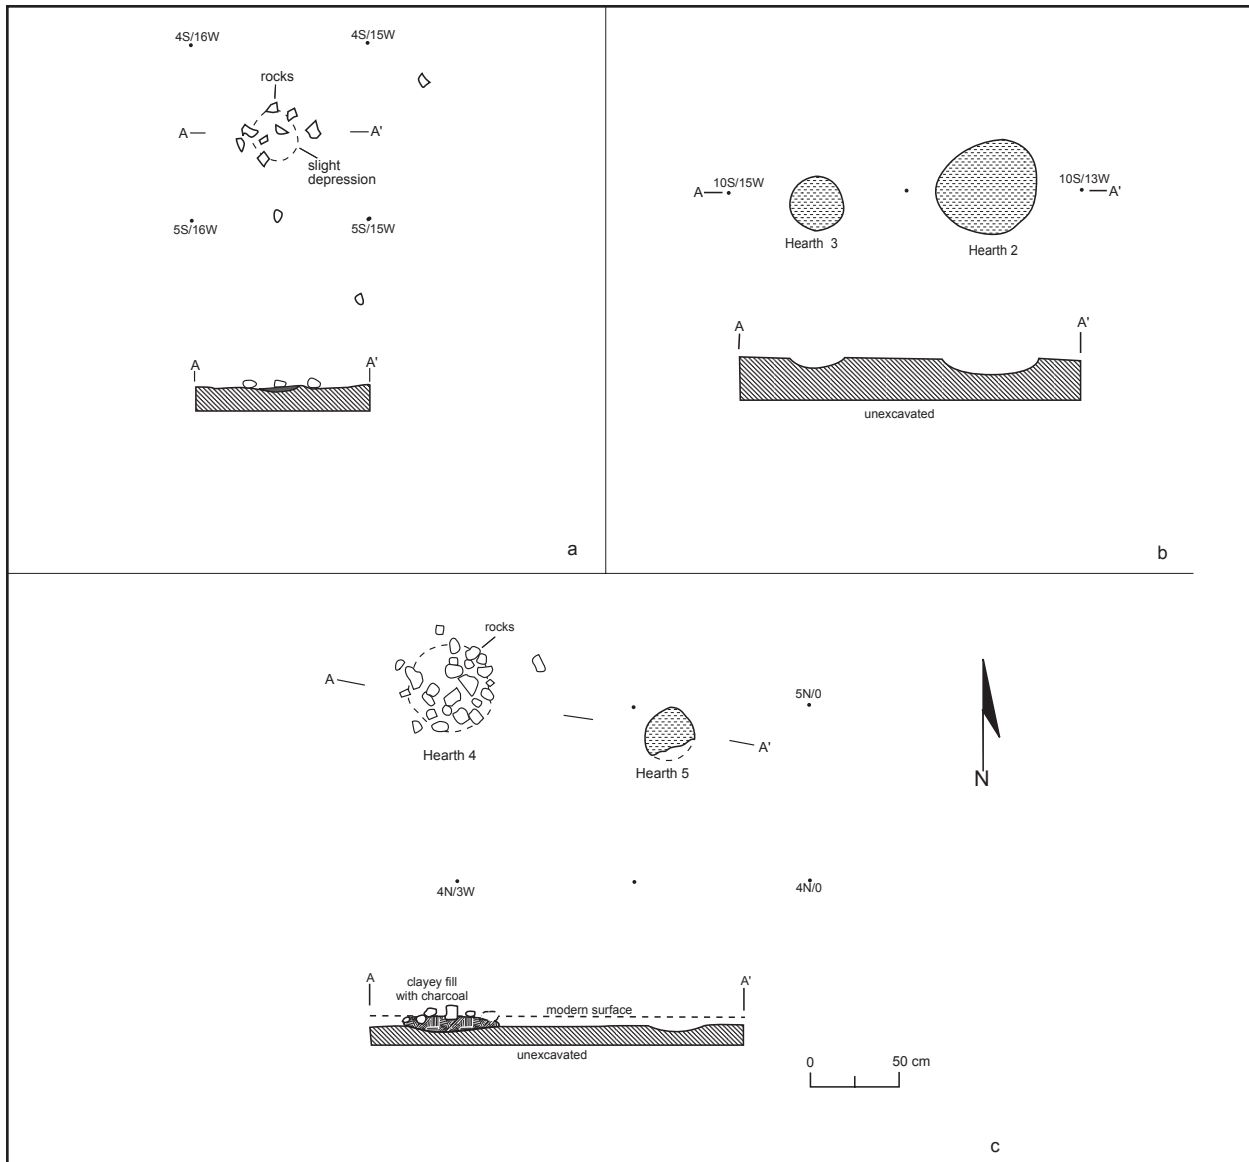 4S/16W
4S/15W
rocks
A
A'
slight
depression
5S/16W
5S/15W
A
A'
a
A
10S/15W
10S/13W
A'
Hearth 3
Hearth 2
A
A'
unexcavated
b
rocks
A
5N/0
A'
Hearth 4
Hearth 5
N
4N/3W
4N/0
A
clayey fill
with charcoal
A'
modern surface
unexcavated
0
50 cm
c